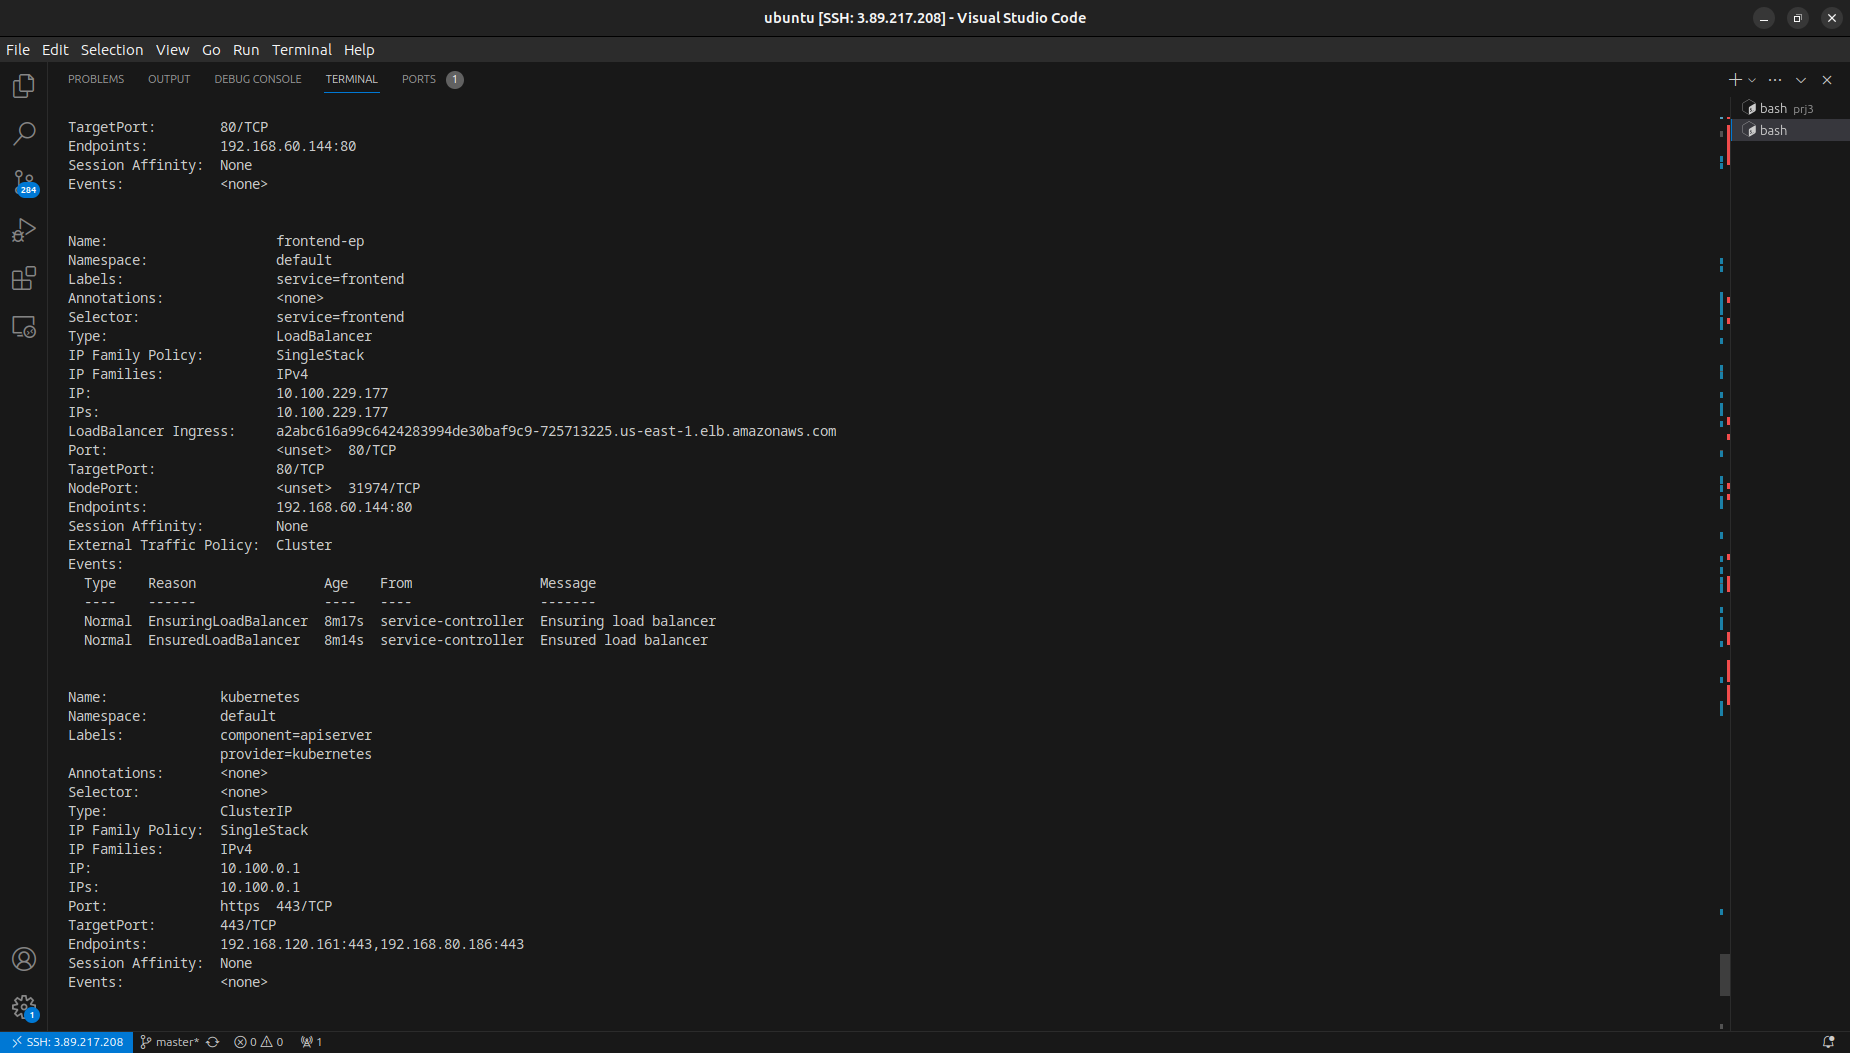 ubuntu [SSH: 3.89.217.208] - Visual Studio Code
File Edit Selection View Go Run Terminal Help
PROBLEMS OUTPUT DEBUG CONSOLE TERMINAL PORTS 1
bash prj3
bash
TargetPort: 80/TCP
Endpoints: 192.168.60.144:80
Session Affinity: None
Events: <none>
Name: frontend-ep
Namespace: default
Labels: service=frontend
Annotations: <none>
Selector: service=frontend
Type: LoadBalancer
IP Family Policy: SingleStack
IP Families: IPv4
IP: 10.100.229.177
IPs: 10.100.229.177
LoadBalancer Ingress: a2abc616a99c6424283994de30baf9c9-725713225.us-east-1.elb.amazonaws.com
Port: <unset> 80/TCP
TargetPort: 80/TCP
NodePort: <unset> 31974/TCP
Endpoints: 192.168.60.144:80
Session Affinity: None
External Traffic Policy: Cluster
Events:
Type Reason Age From Message
---- ------ ---- ---- -------
Normal EnsuringLoadBalancer 8m17s service-controller Ensuring load balancer
Normal EnsuredLoadBalancer 8m14s service-controller Ensured load balancer
Name: kubernetes
Namespace: default
Labels: component=apiserver
provider=kubernetes
Annotations: <none>
Selector: <none>
Type: ClusterIP
IP Family Policy: SingleStack
IP Families: IPv4
IP: 10.100.0.1
IPs: 10.100.0.1
Port: https 443/TCP
TargetPort: 443/TCP
Endpoints: 192.168.120.161:443,192.168.80.186:443
Session Affinity: None
Events: <none>
284
1
SSH: 3.89.217.208 master* 0 0 1